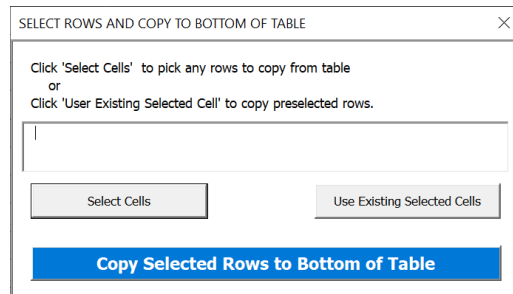 SELECT ROWS AND COPY TO BOTTOM OF TABLE
Click 'Select Cells' to pick any rows to copy from table
or
Click 'User Existing Selected Cell' to copy preselected rows.
Select Cells
Use Existing Selected Cells
Copy Selected Rows to Bottom of Table